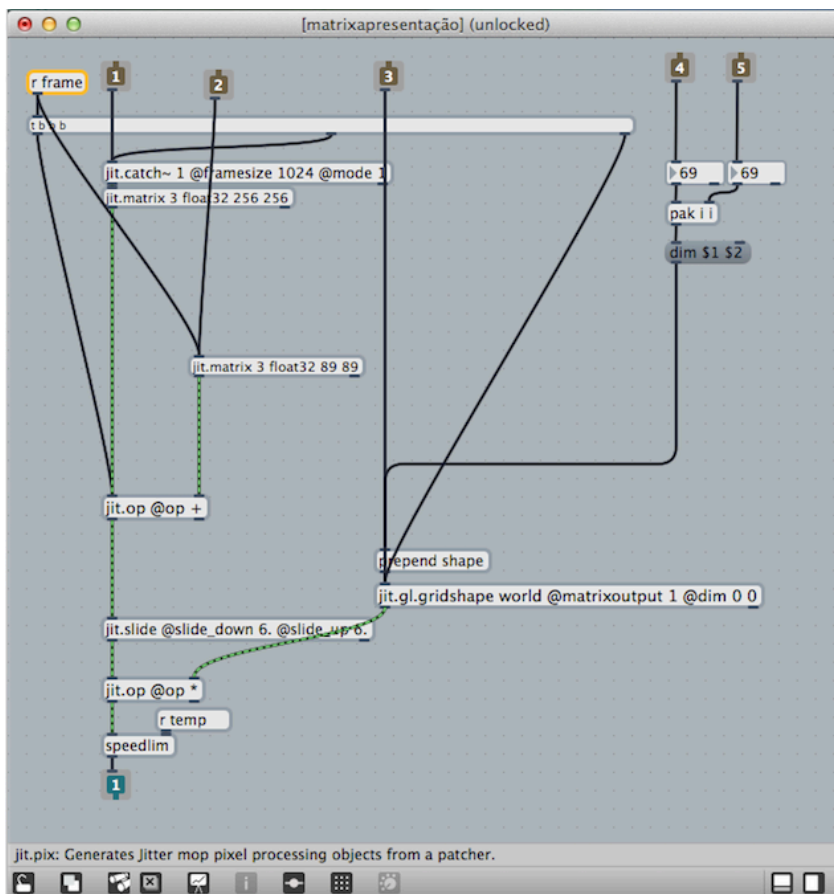 [matrixapresentação] (unlocked)
r frame
1
2
3
4
5
t b b b
jit.catch~ 1 @framesize 1024 @mode 1
jit.matrix 3 float32 256 256
69
69
pak i i
dim $1 $2
jit.matrix 3 float32 89 89
jit.op @op +
prepend shape
jit.gl.gridshape world @matrixoutput 1 @dim 0 0
jit.slide @slide_down 6. @slide_up 6.
jit.op @op *
r temp
speedlim
1
jit.pix: Generates Jitter mop pixel processing objects from a patcher.